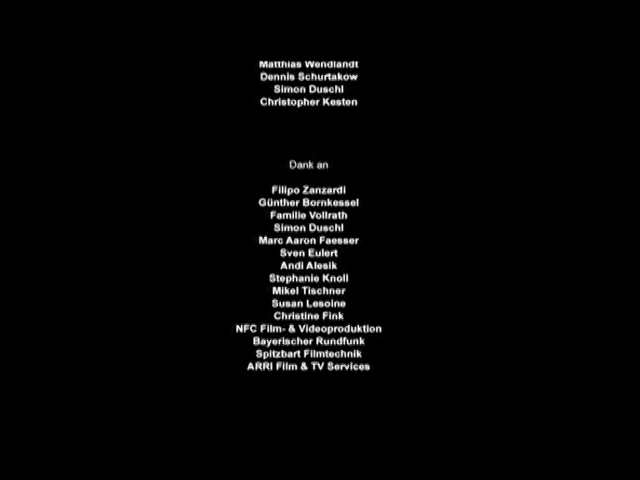 Matthias Wendlandt
Dennis Schurtakow
Simon Duschl
Christopher Kesten
Dank an
Filipo Zanzardi
Günther Bornkessel
Familie Vollrath
Simon Duschl
Marc Aaron Faesser
Sven Eulert
Andi Alesik
Stephanie Knoll
Mikel Tischner
Susan Lesoine
Christine Fink
NFC Film- & Videoproduktion
Bayerischer Rundfunk
Spitzbart Filmtechnik
ARRI Film & TV Services